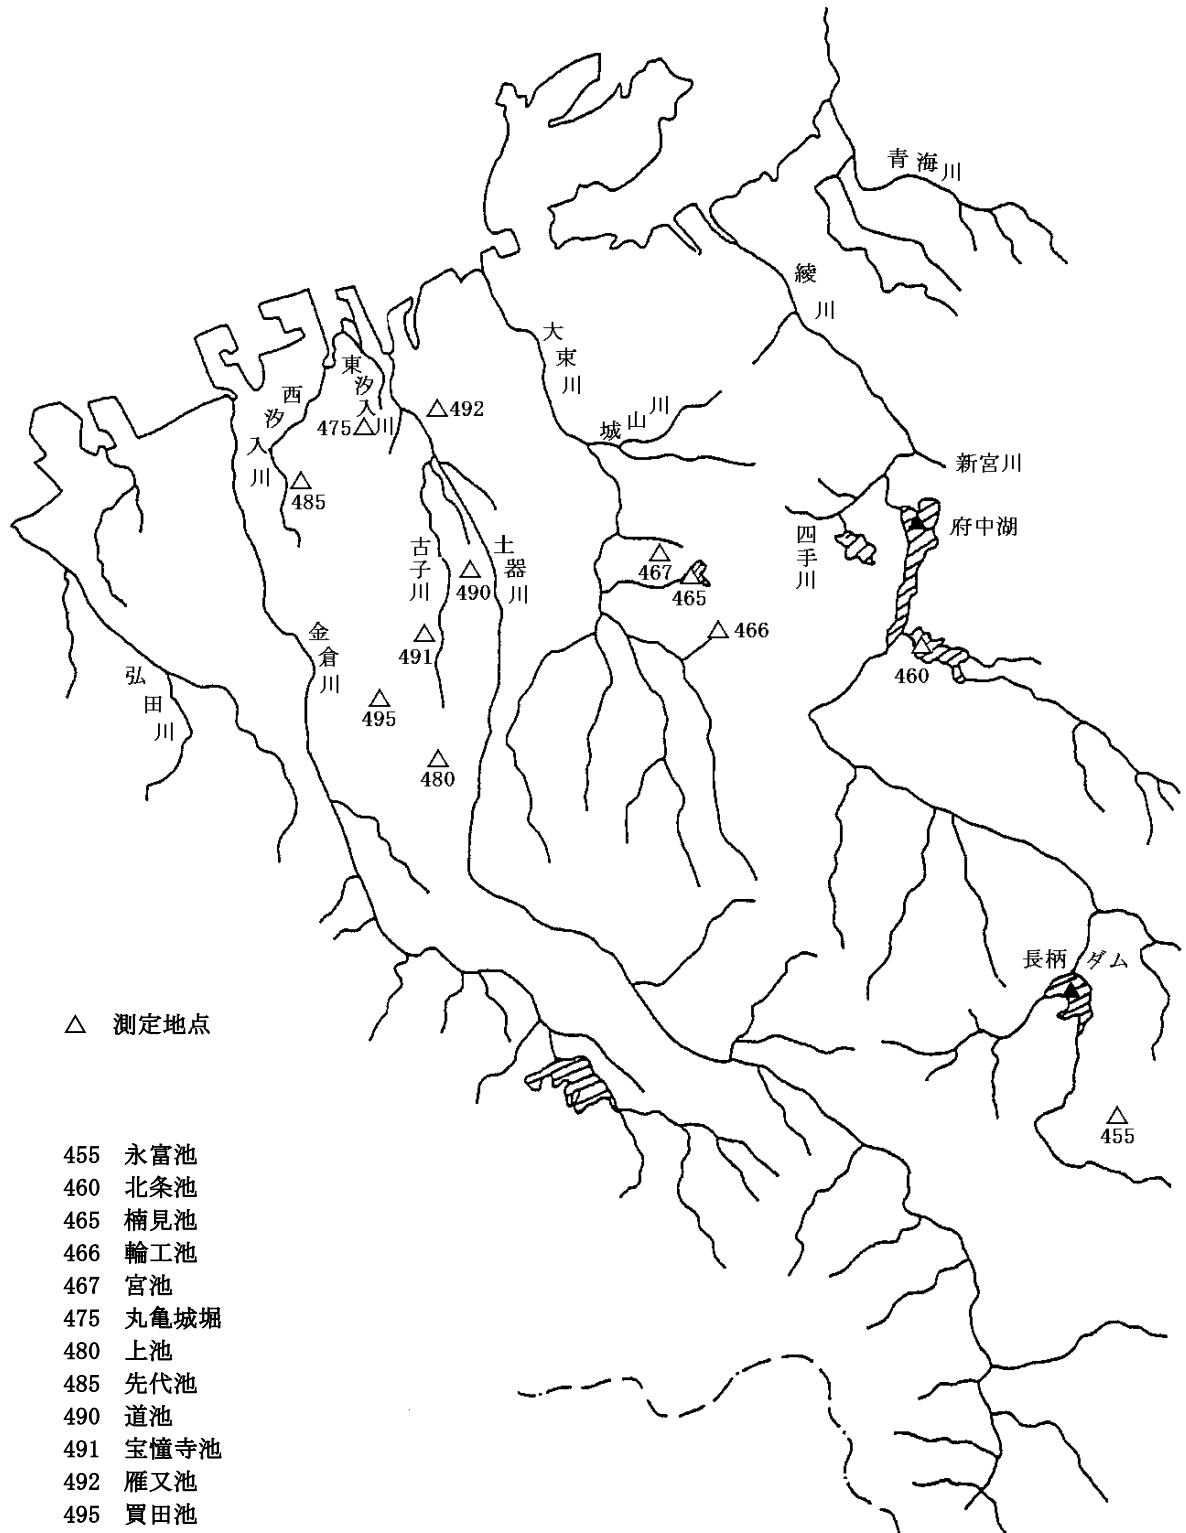 青海川
綾川
大東川
東汐入川
西汐入川
城山川
492
475
新宮川
485
四手川
府中湖
土器川
古子川
467
490
465
466
金倉川
491
460
弘田川
495
480
長柄ダム
△ 測定地点
455
455 永富池
460 北条池
465 楠見池
466 輪工池
467 宮池
475 丸亀城堀
480 上池
485 先代池
490 道池
491 宝憧寺池
492 雁又池
495 買田池